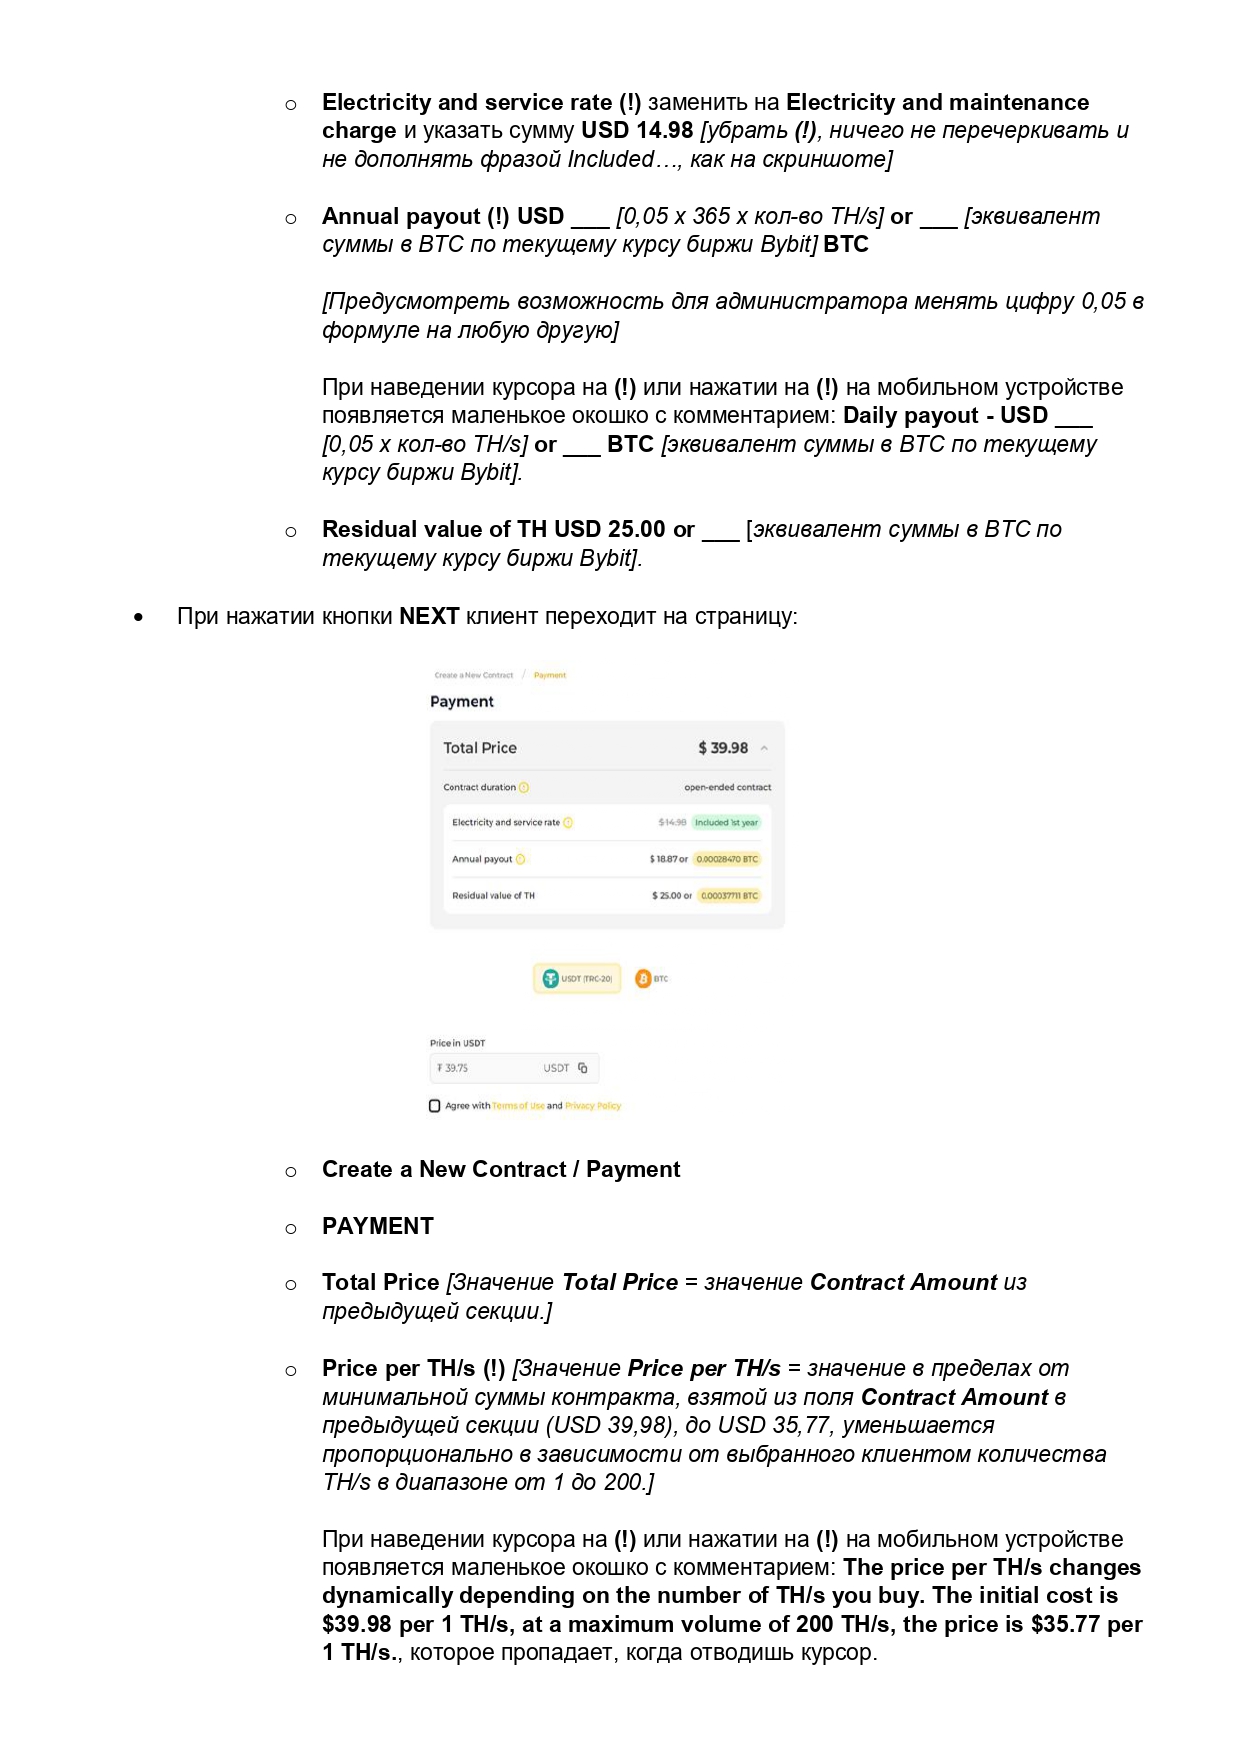 o Electricity and service rate (!) заменить на Electricity and maintenance
charge и указать сумму USD 14.98 [убрать (!), ничего не перечеркивать и
не дополнять фразой Included…, как на скриншоте]
o Annual payout (!) USD ___ [0,05 х 365 х кол-во TH/s] or ___ [эквивалент
суммы в BTC по текущему курсу биржи Bybit] BTC
[Предусмотреть возможность для администратора менять цифру 0,05 в
формуле на любую другую]
При наведении курсора на (!) или нажатии на (!) на мобильном устройстве
появляется маленькое окошко с комментарием: Daily payout - USD ___
[0,05 х кол-во TH/s] or ___ BTC [эквивалент суммы в BTC по текущему
курсу биржи Bybit].
o Residual value of TH USD 25.00 or ___ [эквивалент суммы в BTC по
текущему курсу биржи Bybit].
• При нажатии кнопки NEXT клиент переходит на страницу:
Create a New Contract / Payment
Payment
Total Price $ 39.98
Contract duration (!) open-ended contract
Electricity and service rate (!) $14.98 Included 1st year
Annual payout (!) $ 18.87 or 0.00028470 BTC
Residual value of TH $ 25.00 or 0.00037711 BTC
USDT (TRC-20) BTC
Price in USDT
₮ 39.75 USDT
Agree with Terms of Use and Privacy Policy
o Create a New Contract / Payment
o PAYMENT
o Total Price [Значение Total Price = значение Contract Amount из
предыдущей секции.]
o Price per TH/s (!) [Значение Price per TH/s = значение в пределах от
минимальной суммы контракта, взятой из поля Contract Amount в
предыдущей секции (USD 39,98), до USD 35,77, уменьшается
пропорционально в зависимости от выбранного клиентом количества
TH/s в диапазоне от 1 до 200.]
При наведении курсора на (!) или нажатии на (!) на мобильном устройстве
появляется маленькое окошко с комментарием: The price per TH/s changes
dynamically depending on the number of TH/s you buy. The initial cost is
$39.98 per 1 TH/s, at a maximum volume of 200 TH/s, the price is $35.77 per
1 TH/s., которое пропадает, когда отводишь курсор.